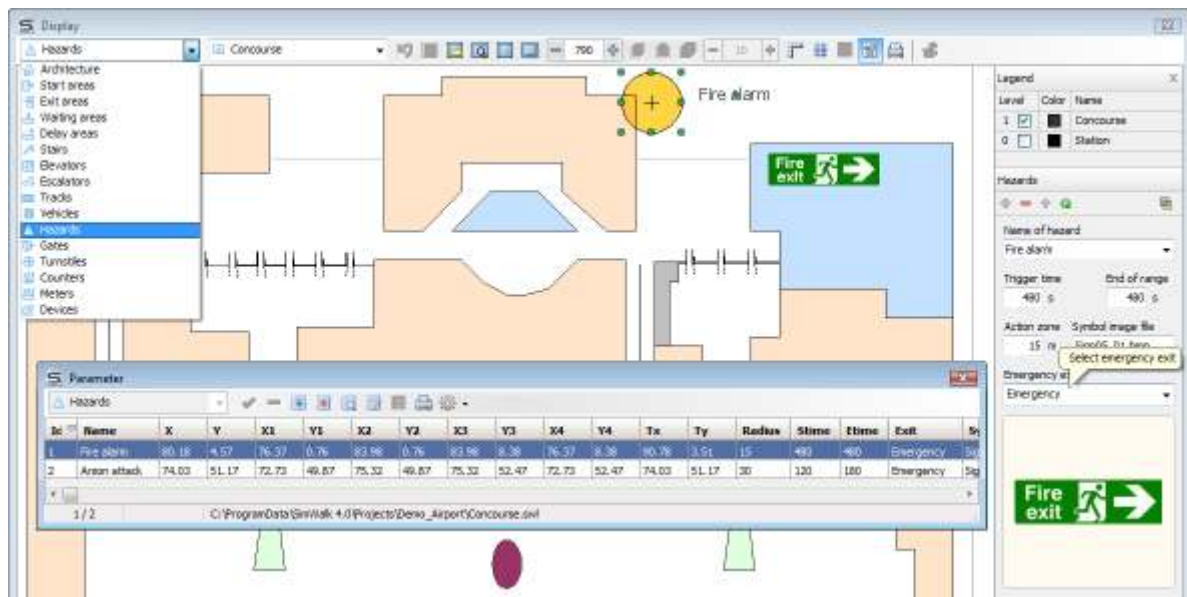 Display
Hazards
Concourse
790
10
Architecture
Start areas
Exit areas
Waiting areas
Delay areas
Stairs
Elevators
Escalators
Tracks
Vehicles
Hazards
Gates
Turnstiles
Counters
Meters
Devices
Fire alarm
Fire
exit
Legend
Level Color Name
1 Concourse
0 Station
Hazards
Name of hazard
Fire alarm
Trigger time End of range
480 s 480 s
Action zone Symbol image file
15 m
Select emergency exit
Emergency
Emergency
Fire
exit
Parameter
Hazards
Id Name X Y X1 Y1 X2 Y2 X3 Y3 X4 Y4 Tx Ty Radius Stime Etime Exit Sy
1 Fire alarm 80.18 4.57 76.37 0.76 83.98 0.76 83.98 8.38 76.37 8.38 90.78 3.51 15 480 480 Emergency Sig
2 Arson attack 74.03 51.17 72.73 49.87 75.32 49.87 75.32 52.47 72.73 52.47 74.03 51.17 30 120 180 Emergency Sig
1 / 2 C:\ProgramData\SimWalk 4.0\Projects\Demo_Airport\Concourse.swl